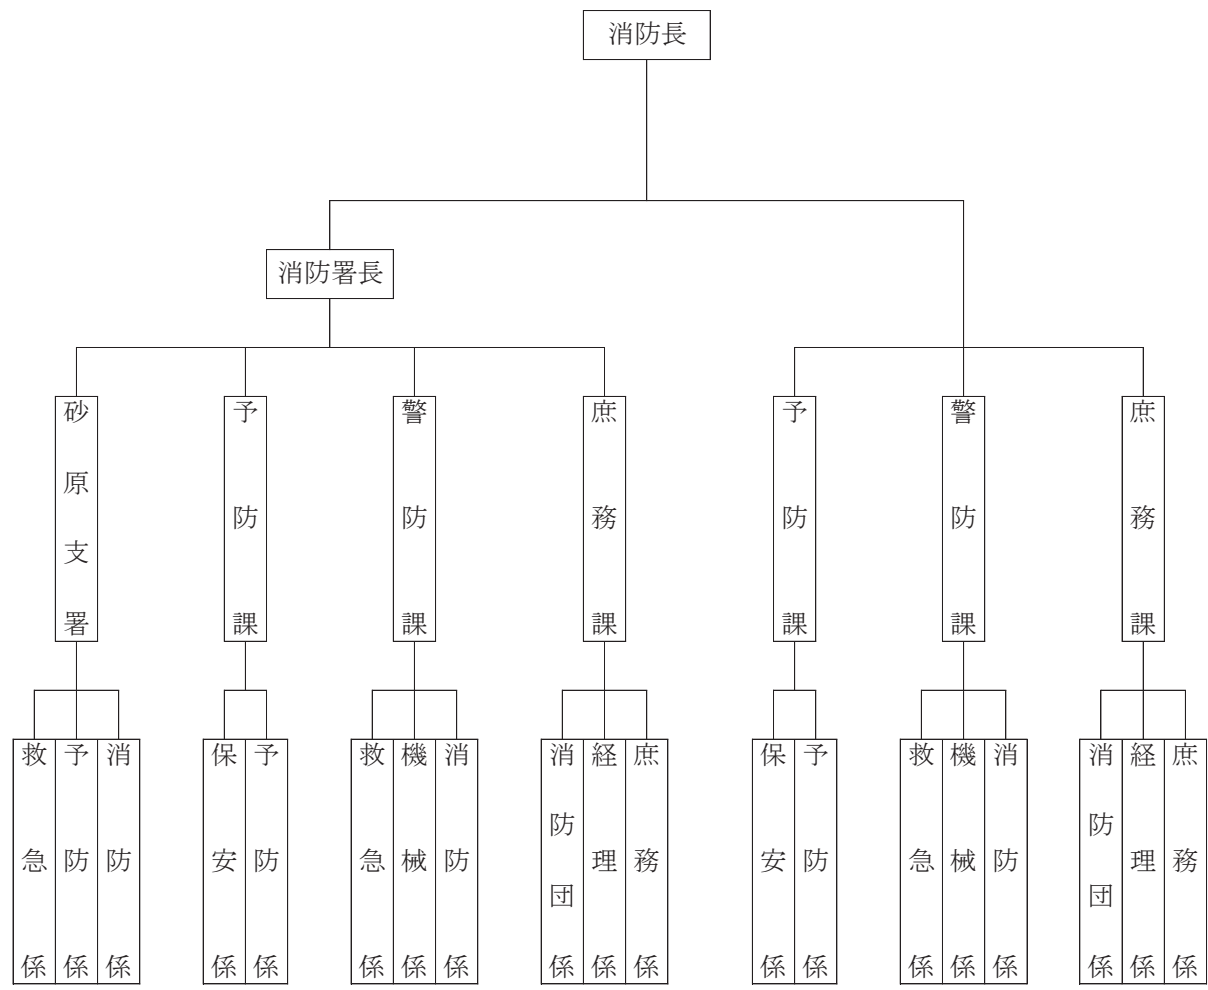 消防長
消防署長
砂原支署
予防課
警防課
庶務課
予防課
警防課
庶務課
救急係
予防係
消防係
保安係
予防係
救急係
機械係
消防係
消防団係
経理係
庶務係
保安係
予防係
救急係
機械係
消防係
消防団係
経理係
庶務係